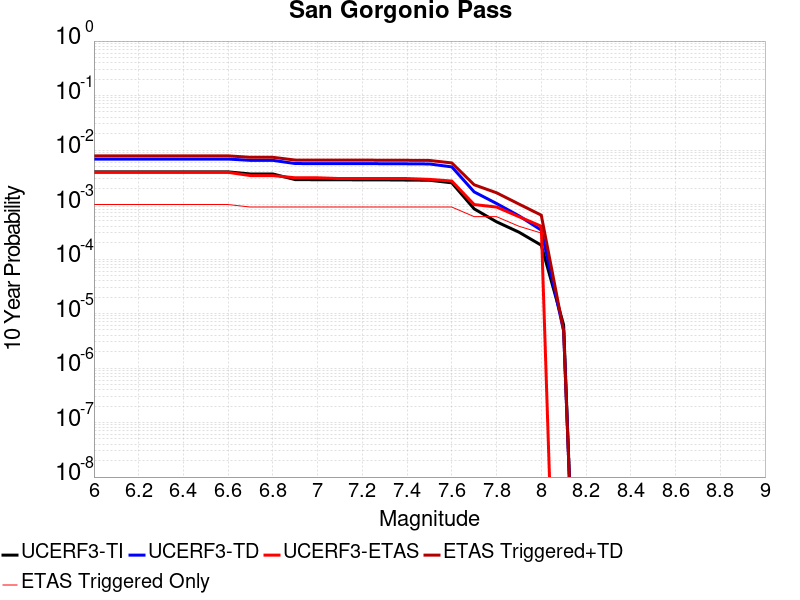 San Gorgonio Pass
10^0
10^-1
10^-2
10^-3
10^-4
10^-5
10^-6
10^-7
10^-8
10 Year Probability
6 6.2 6.4 6.6 6.8 7 7.2 7.4 7.6 7.8 8 8.2 8.4 8.6 8.8 9
Magnitude
UCERF3-TI UCERF3-TD UCERF3-ETAS ETAS Triggered+TD
ETAS Triggered Only